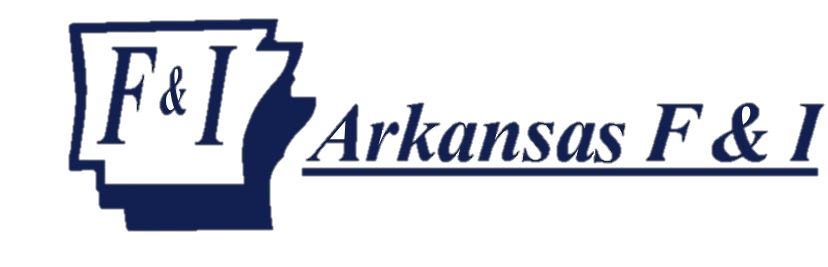 F & I
Arkansas F & I